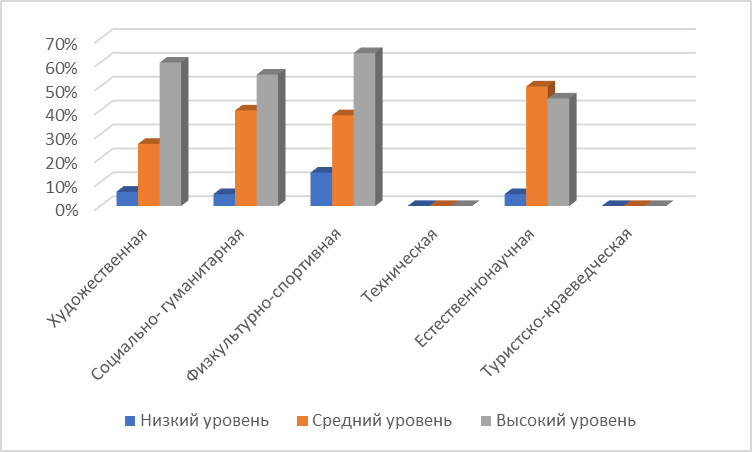 70%
60%
50%
40%
30%
20%
10%
0%
Художественная
Социально- гуманитарная
Физкультурно-спортивная
Техническая
Естественнонаучная
Туристско-краеведческая
Низкий уровень
Средний уровень
Высокий уровень